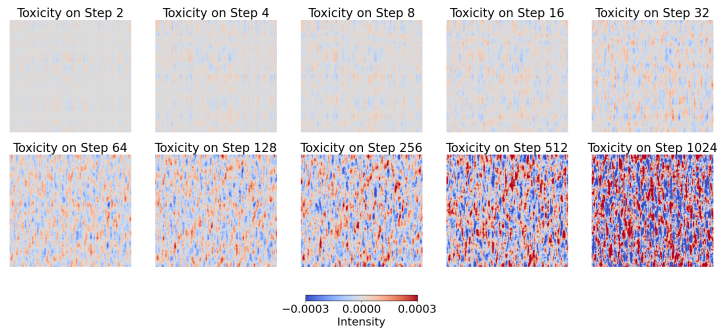 Toxicity on Step 2
Toxicity on Step 4
Toxicity on Step 8
Toxicity on Step 16
Toxicity on Step 32
Toxicity on Step 64
Toxicity on Step 128
Toxicity on Step 256
Toxicity on Step 512
Toxicity on Step 1024
−0.0003 0.0000 0.0003
Intensity